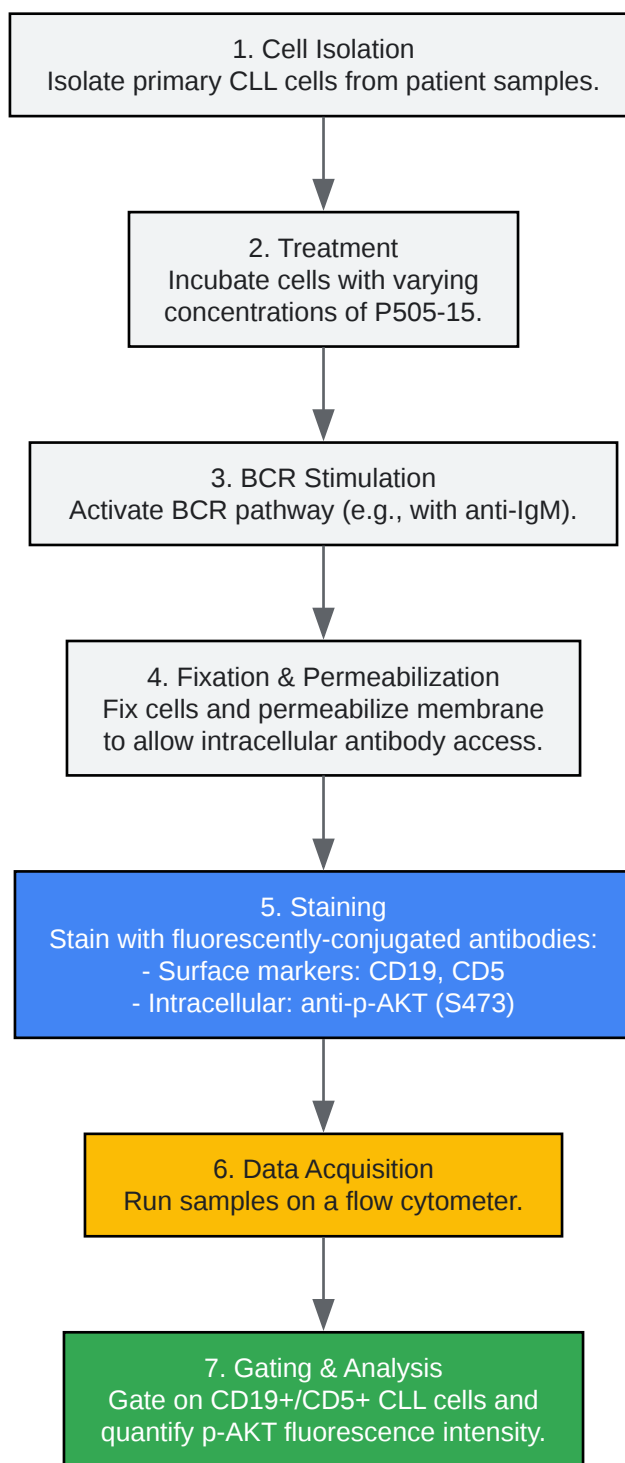 1. Cell Isolation
Isolate primary CLL cells from patient samples.
2. Treatment
Incubate cells with varying
concentrations of P505-15.
3. BCR Stimulation
Activate BCR pathway (e.g., with anti-IgM).
4. Fixation & Permeabilization
Fix cells and permeabilize membrane
to allow intracellular antibody access.
5. Staining
Stain with fluorescently-conjugated antibodies:
- Surface markers: CD19, CD5
- Intracellular: anti-p-AKT (S473)
6. Data Acquisition
Run samples on a flow cytometer.
7. Gating & Analysis
Gate on CD19+/CD5+ CLL cells and
quantify p-AKT fluorescence intensity.